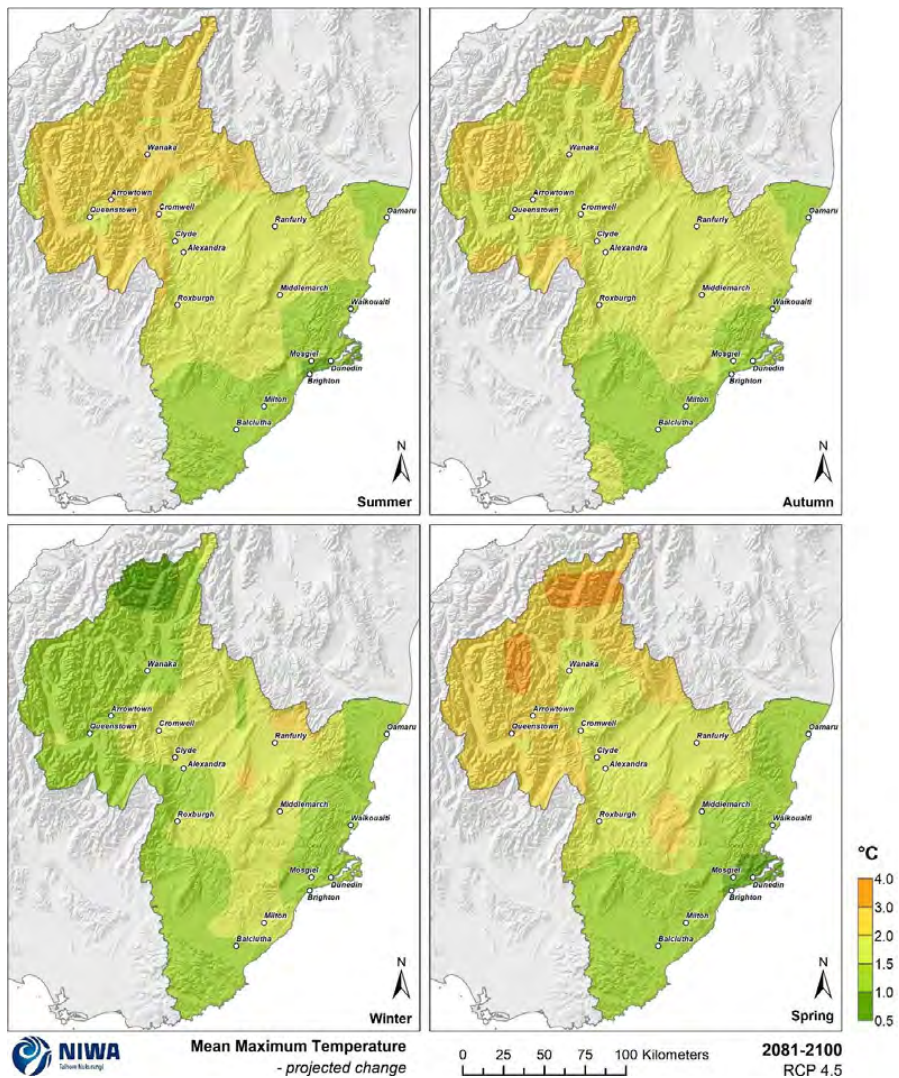 Wanaka
Arrowtown
Queenstown
Cromwell
Clyde
Alexandra
Ranfurly
Oamaru
Roxburgh
Middlemarch
Waikouaiti
Mosgiel
Dunedin
Brighton
Milton
Balclutha
N
Summer
Wanaka
Arrowtown
Queenstown
Cromwell
Clyde
Alexandra
Ranfurly
Oamaru
Roxburgh
Middlemarch
Waikouaiti
Mosgiel
Dunedin
Brighton
Milton
Balclutha
N
Autumn
Wanaka
Arrowtown
Queenstown
Cromwell
Clyde
Alexandra
Ranfurly
Oamaru
Roxburgh
Middlemarch
Waikouaiti
Mosgiel
Dunedin
Brighton
Milton
Balclutha
N
Winter
Wanaka
Arrowtown
Queenstown
Cromwell
Clyde
Alexandra
Ranfurly
Oamaru
Roxburgh
Middlemarch
Waikouaiti
Mosgiel
Dunedin
Brighton
Milton
Balclutha
N
Spring
°C
4.0
3.0
2.0
1.5
1.0
0.5
NIWA
Taihoro Nukurangi
Mean Maximum Temperature
- projected change
0 25 50 75 100 Kilometers
2081-2100
RCP 4.5